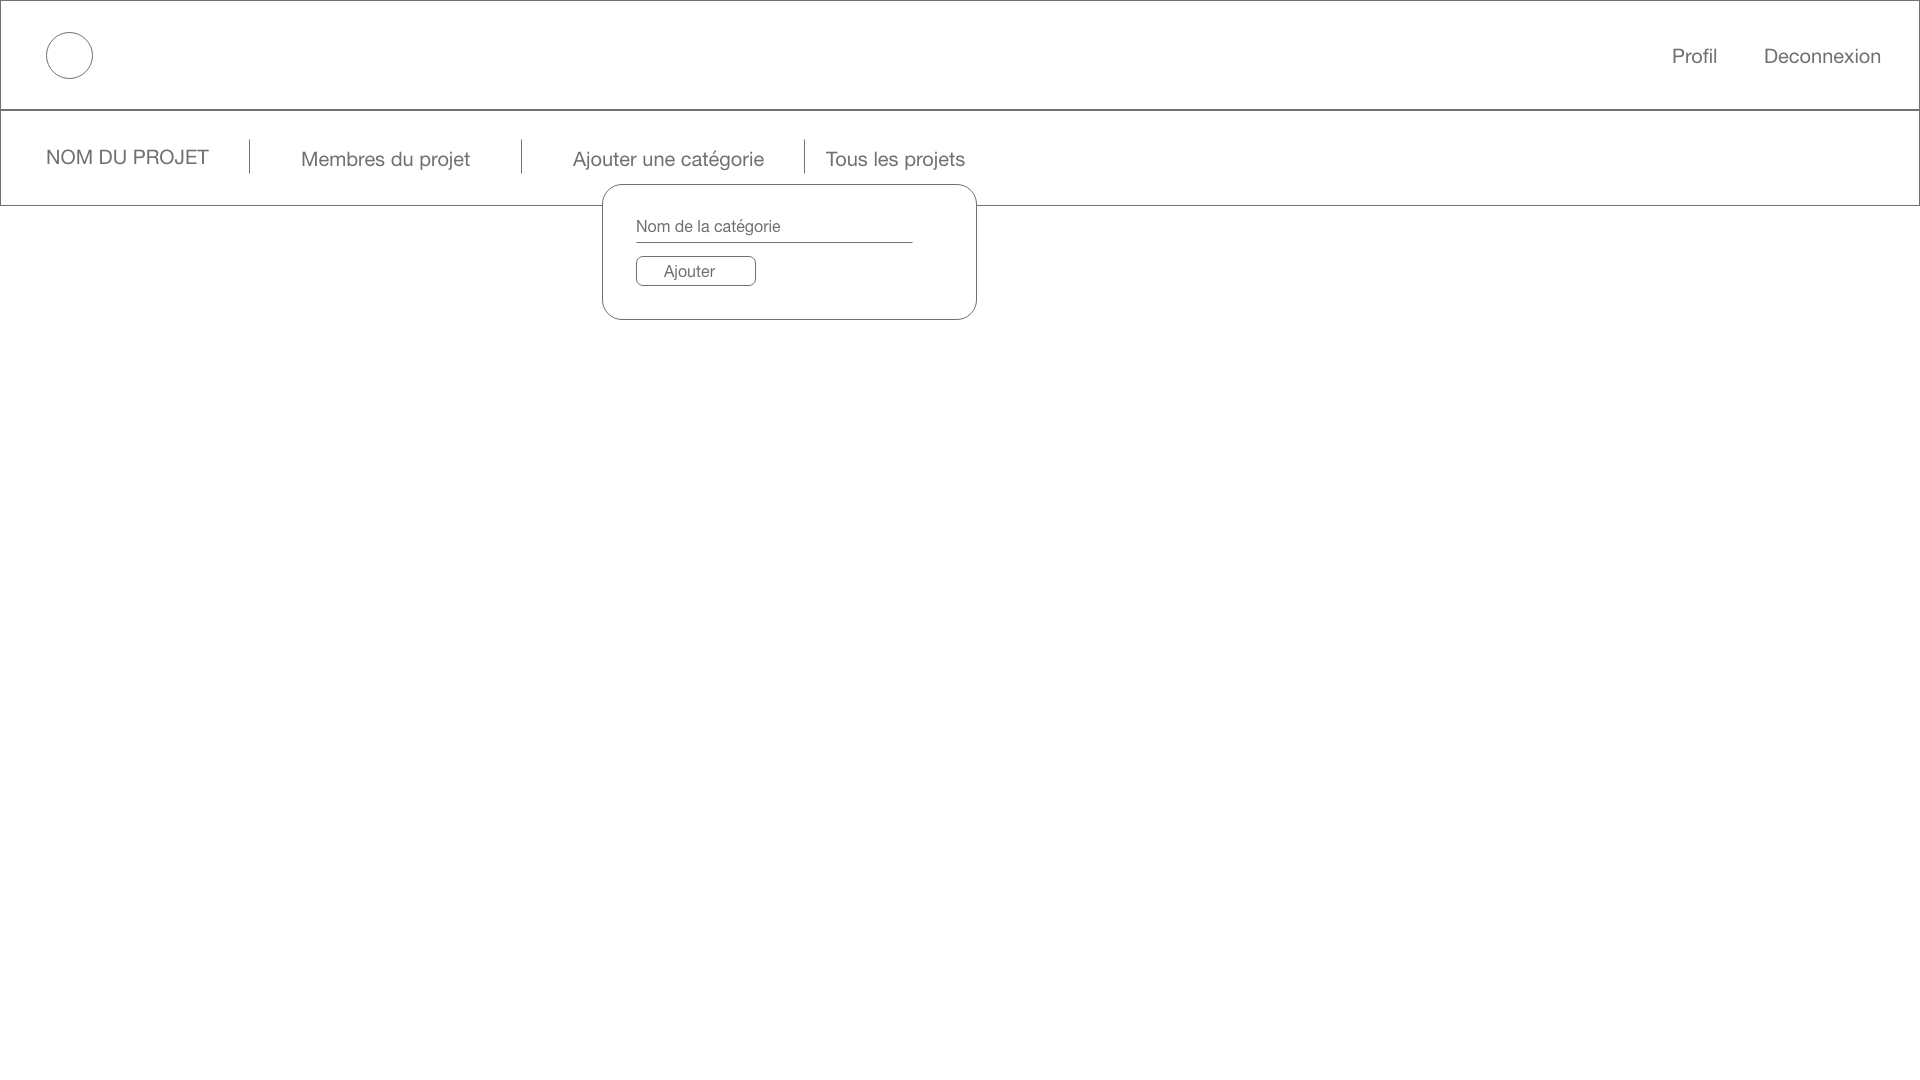 Profil
Deconnexion
NOM DU PROJET
Membres du projet
Ajouter une catégorie
Tous les projets
Nom de la catégorie
Ajouter